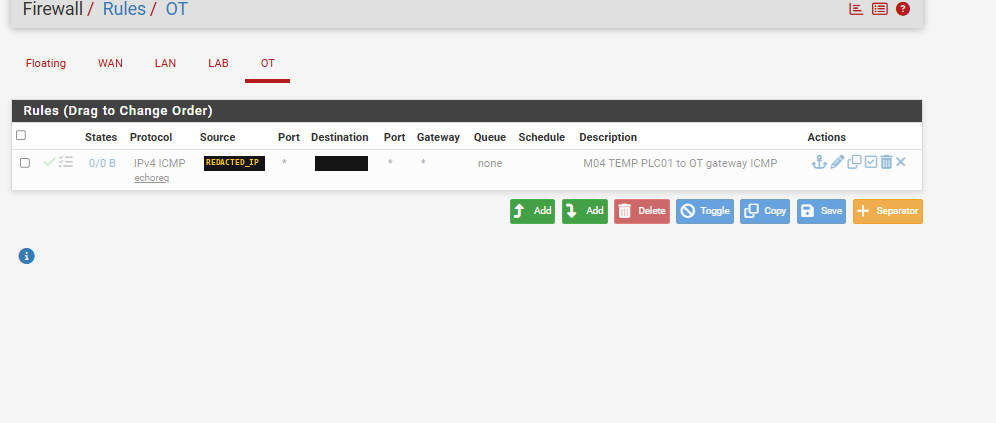 Firewall / Rules / OT
Floating WAN LAN LAB OT
Rules (Drag to Change Order)
States Protocol Source Port Destination Port Gateway Queue Schedule Description Actions
0/0 B IPv4 ICMP REDACTED_IP * * * none M04 TEMP PLC01 to OT gateway ICMP
echoreq
Add Add Delete Toggle Copy Save Separator